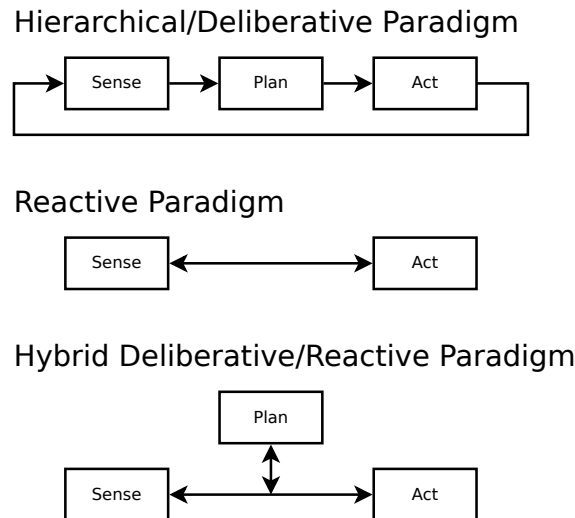 Hierarchical/Deliberative Paradigm
Sense Plan Act
Reactive Paradigm
Sense Act
Hybrid Deliberative/Reactive Paradigm
Plan
Sense Act